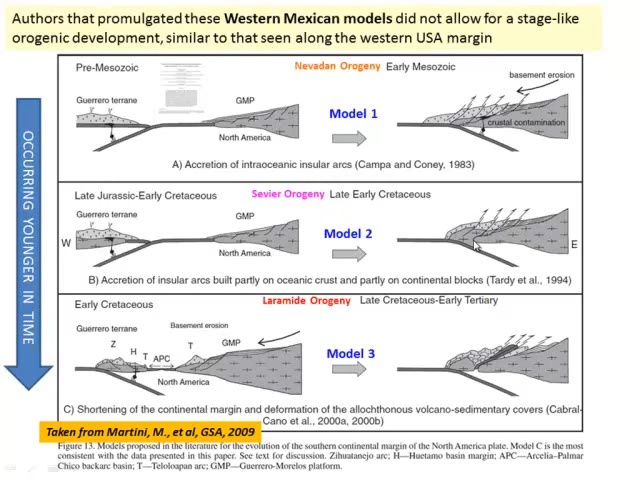 Authors that promulgated these Western Mexican models did not allow for a stage-like
orogenic development, similar to that seen along the western USA margin
OCCURRING YOUNGER IN TIME
Pre-Mesozoic
Nevadan Orogeny Early Mesozoic
basement erosion
Guerrero terrane
GMP
Model 1
crustal contamination
North America
A) Accretion of intraoceanic insular arcs (Campa and Coney, 1983)
Late Jurassic-Early Cretaceous
Sevier Orogeny Late Early Cretaceous
Guerrero terrane
GMP
Model 2
W
E
North America
B) Accretion of insular arcs built partly on oceanic crust and partly on continental blocks (Tardy et al., 1994)
Early Cretaceous
Laramide Orogeny Late Cretaceous-Early Tertiary
Guerrero terrane
Basement erosion
Z
H
T
APC
T
GMP
Model 3
North America
C) Shortening of the continental margin and deformation of the allochthonous volcano-sedimentary covers (Cabral-
Cano et al., 2000a, 2000b)
Taken from Martini, M., et al, GSA, 2009
Figure 13. Models proposed in the literature for the evolution of the southern continental margin of the North America plate. Model C is the most
consistent with the data presented in this paper. See text for discussion. Zihuatanejo arc; H—Huetamo basin margin; APC—Arcelia–Palmar
Chico backarc basin; T—Teloloapan arc; GMP—Guerrero-Morelos platform.